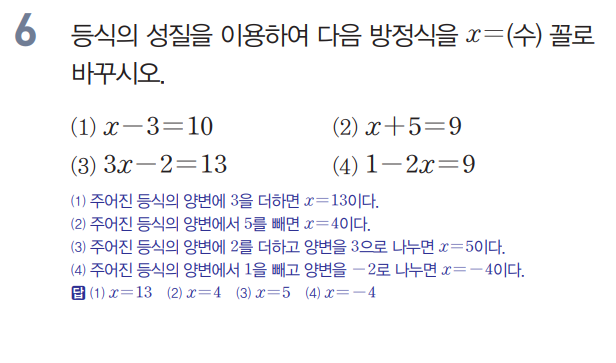 6 등식의 성질을 이용하여 다음 방정식을 x=(수) 꼴로
바꾸시오.
(1) x-3=10 (2) x+5=9
(3) 3x-2=13 (4) 1-2x=9
(1) 주어진 등식의 양변에 3을 더하면 x=13이다.
(2) 주어진 등식의 양변에서 5를 빼면 x=4이다.
(3) 주어진 등식의 양변에 2를 더하고 양변을 3으로 나누면 x=5이다.
(4) 주어진 등식의 양변에서 1을 빼고 양변을 -2로 나누면 x=-4이다.
답 (1) x=13 (2) x=4 (3) x=5 (4) x=-4